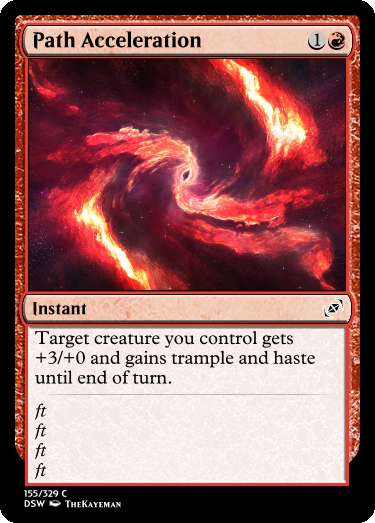 Path Acceleration 1
Instant
Target creature you control gets
+3/+0 and gains trample and haste
until end of turn.
ft
ft
ft
ft
155/329 C
DSW TheKayeman